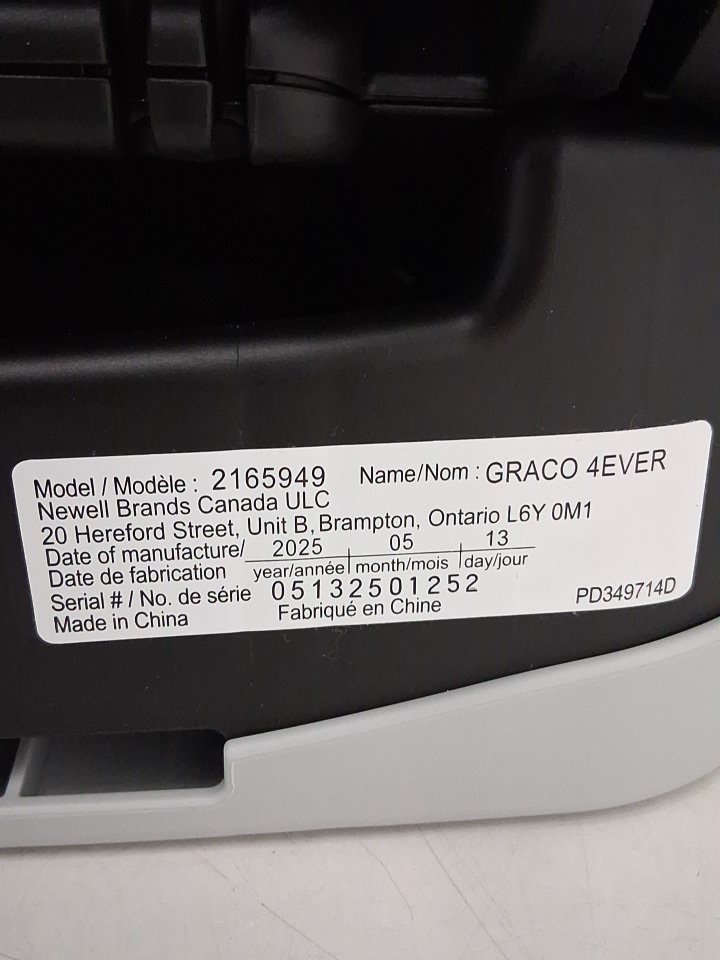 Model / Modèle : 2165949 Name/Nom : GRACO 4EVER
Newell Brands Canada ULC
20 Hereford Street, Unit B, Brampton, Ontario L6Y 0M1
Date of manufacture/ 2025 05 13
Date de fabrication year/année month/mois day/jour
Serial # / No. de série 05132501252
Made in China Fabriqué en Chine PD349714D